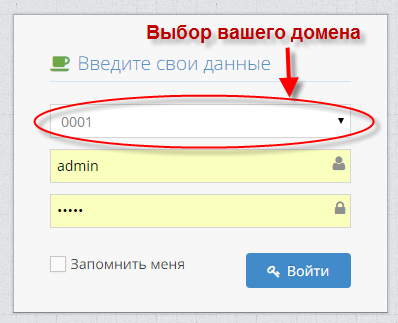 Выбор вашего домена
Введите свои данные
0001
admin
•••••
Запомнить меня
Войти